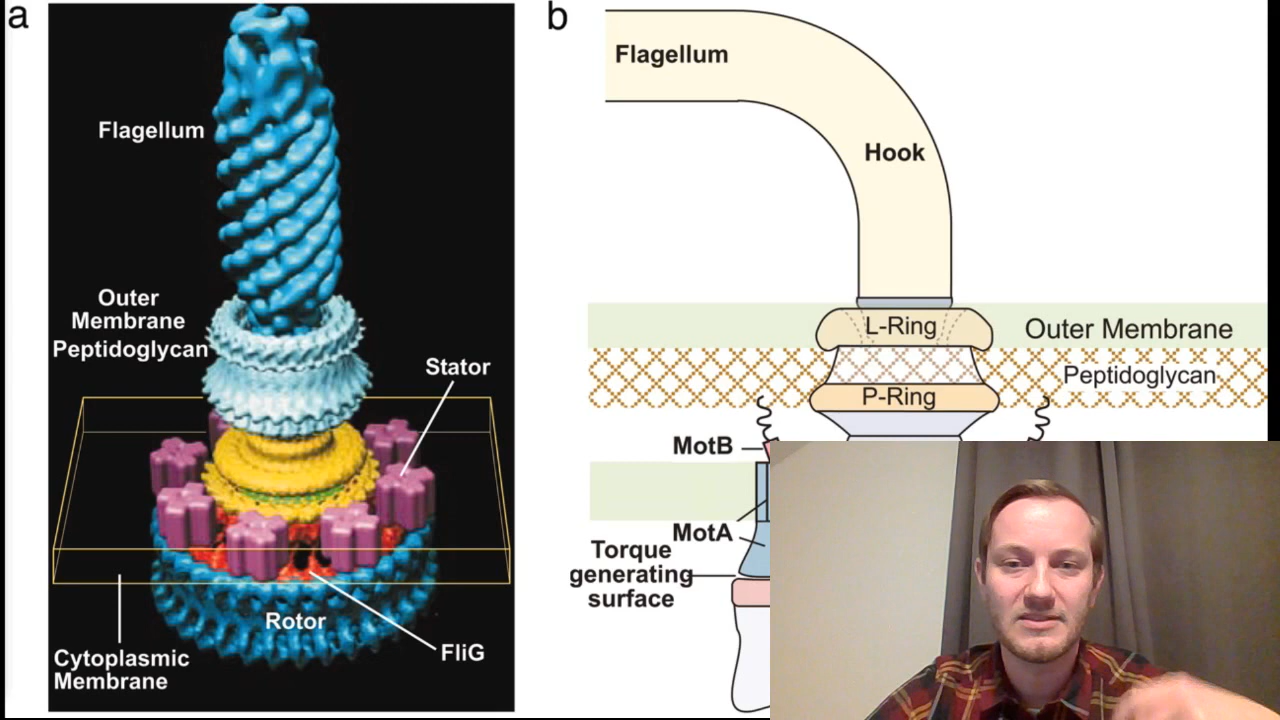 a
Flagellum
Outer
Membrane
Peptidoglycan
Stator
Rotor
FliG
Cytoplasmic
Membrane
b
Flagellum
Hook
L-Ring
Outer Membrane
Peptidoglycan
P-Ring
MotB
MotA
Torque
generating
surface